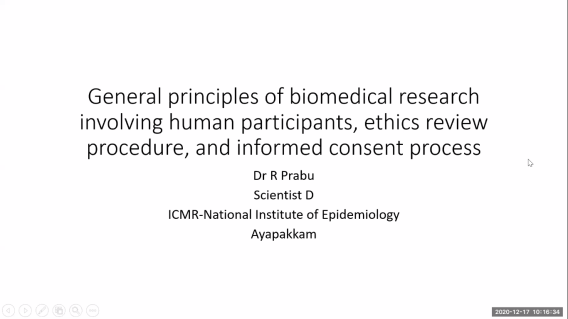 General principles of biomedical research
involving human participants, ethics review
procedure, and informed consent process
Dr R Prabu
Scientist D
ICMR-National Institute of Epidemiology
Ayapakkam
2020-12-17 10:16:34